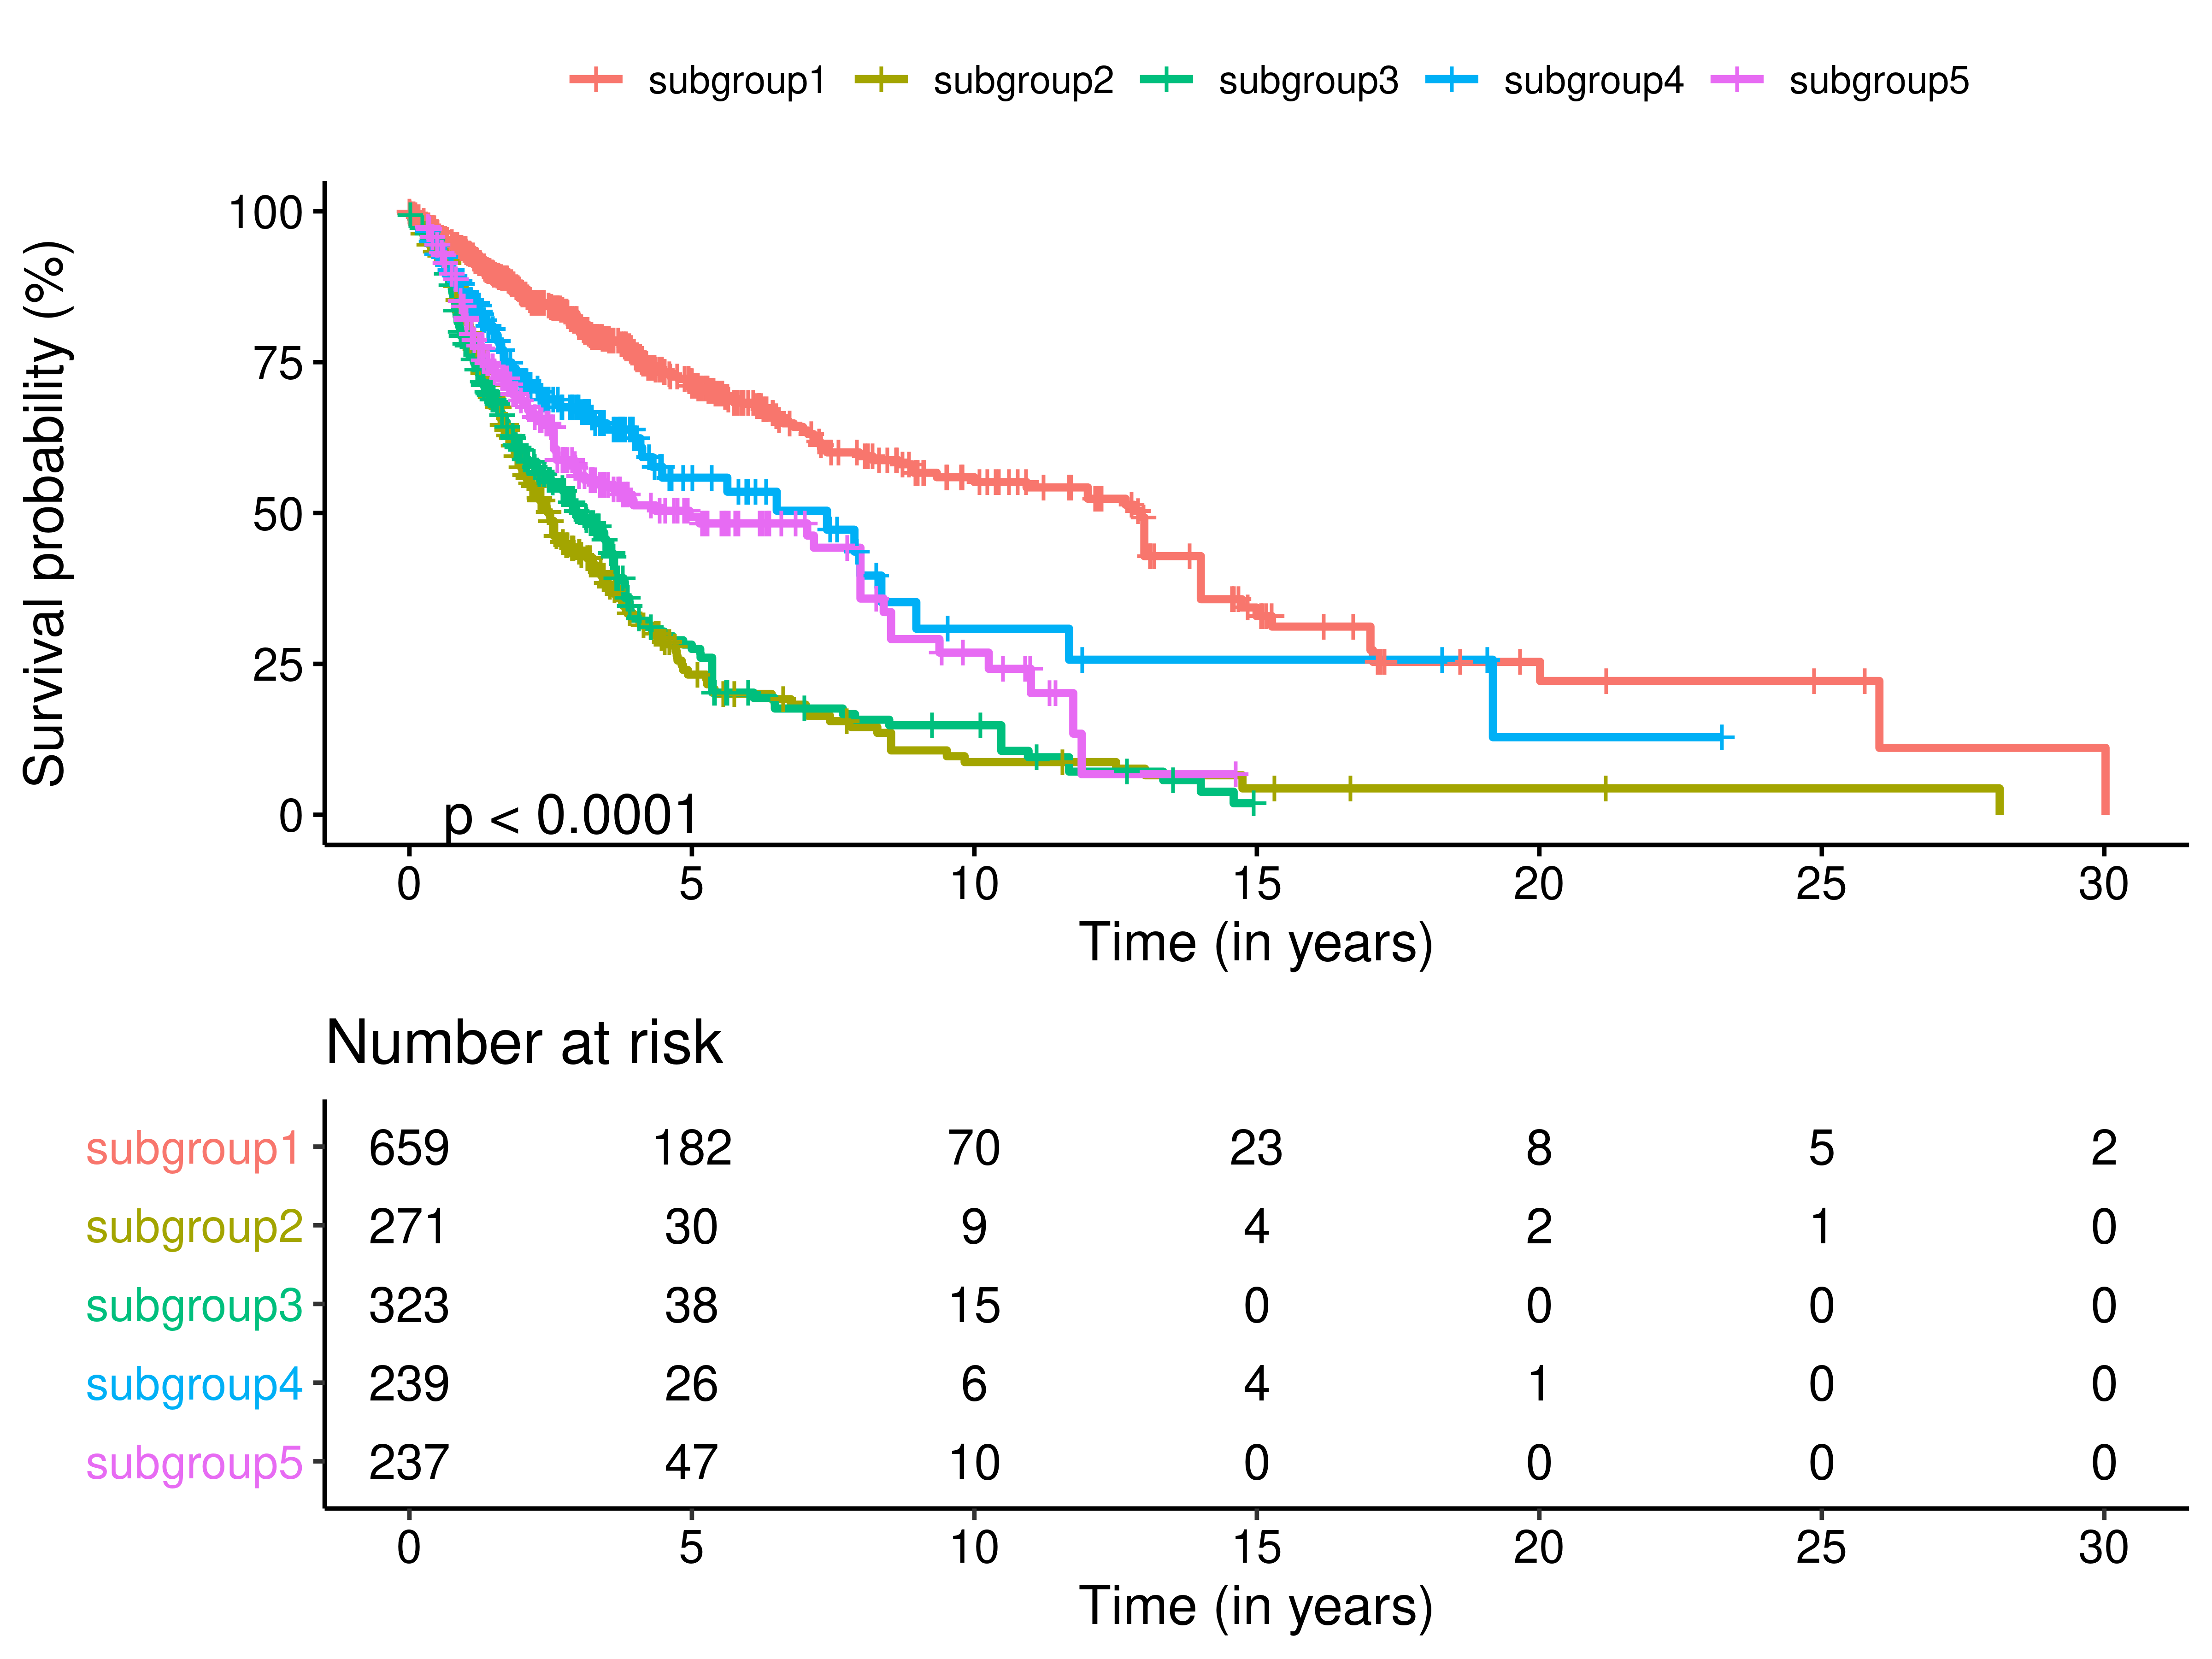 subgroup1 subgroup2 subgroup3 subgroup4 subgroup5
Survival probability (%)
100
75
50
25
0
p < 0.0001
0 5 10 15 20 25 30
Time (in years)
Number at risk
subgroup1 659 182 70 23 8 5 2
subgroup2 271 30 9 4 2 1 0
subgroup3 323 38 15 0 0 0 0
subgroup4 239 26 6 4 1 0 0
subgroup5 237 47 10 0 0 0 0
0 5 10 15 20 25 30
Time (in years)